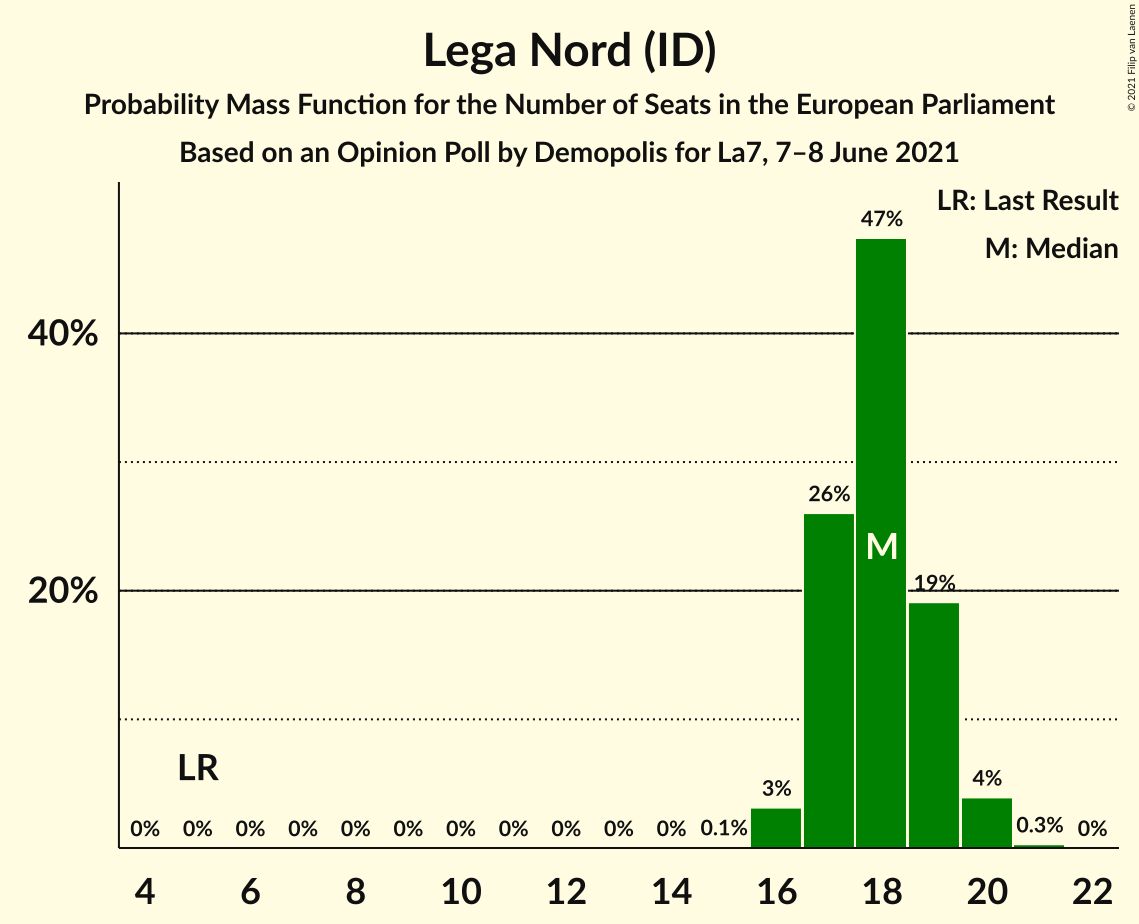 Lega Nord (ID)
Probability Mass Function for the Number of Seats in the European Parliament
Based on an Opinion Poll by Demopolis for La7, 7–8 June 2021
© 2021 Filip van Laenen
LR: Last Result
M: Median
47%
40%
26%
M
20%
19%
LR
0% 0% 0% 0% 0% 0% 0% 0% 0% 0% 0% 0.1% 3% 4% 0.3% 0%
4 6 8 10 12 14 16 18 20 22